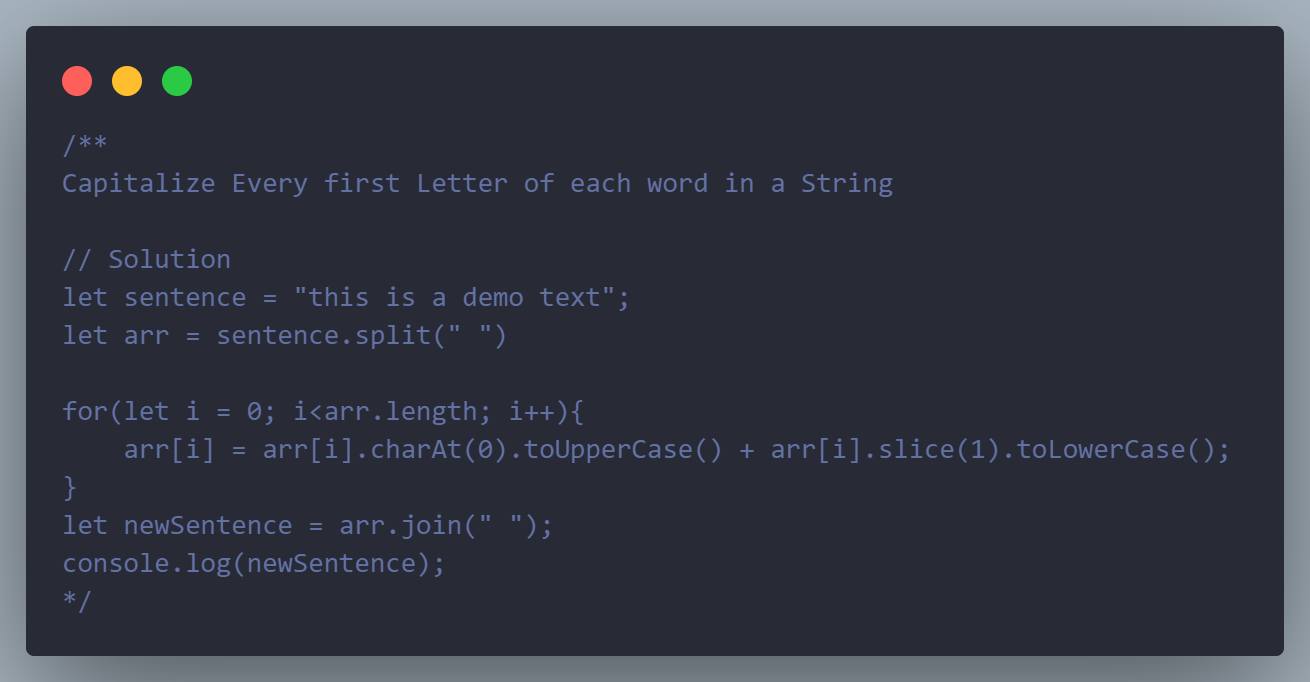 /**
Capitalize Every first Letter of each word in a String

// Solution
let sentence = "this is a demo text";
let arr = sentence.split(" ")

for(let i = 0; i<arr.length; i++){
    arr[i] = arr[i].charAt(0).toUpperCase() + arr[i].slice(1).toLowerCase();
}
let newSentence = arr.join(" ");
console.log(newSentence);
*/